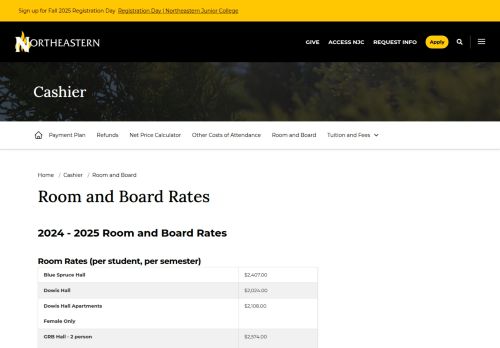 Sign up for Fall 2025 Registration Day Registration Day | Northeastern Junior College
NORTHEASTERN
GIVE ACCESS NJC REQUEST INFO Apply
Cashier
Payment Plan Refunds Net Price Calculator Other Costs of Attendance Room and Board Tuition and Fees
Home / Cashier / Room and Board
Room and Board Rates
2024 - 2025 Room and Board Rates
Room Rates (per student, per semester)
Blue Spruce Hall $2,407.00
Dowis Hall $2,024.00
Dowis Hall Apartments $2,108.00
Female Only
GRB Hall - 2 person $2,574.00